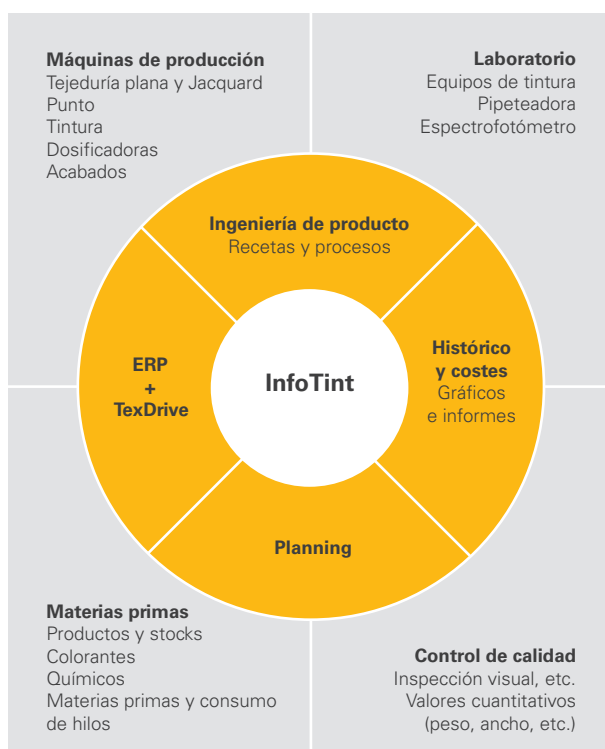 Máquinas de producción
Tejeduría plana y Jacquard
Punto
Tintura
Dosificadoras
Acabados
Laboratorio
Equipos de tintura
Pipeteadora
Espectrofotómetro
Ingeniería de producto
Recetas y procesos
ERP
+
TexDrive
InfoTint
Histórico
y costes
Gráficos
e informes
Planning
Materias primas
Productos y stocks
Colorantes
Químicos
Materias primas y consumo
de hilos
Control de calidad
Inspección visual, etc.
Valores cuantitativos
(peso, ancho, etc.)